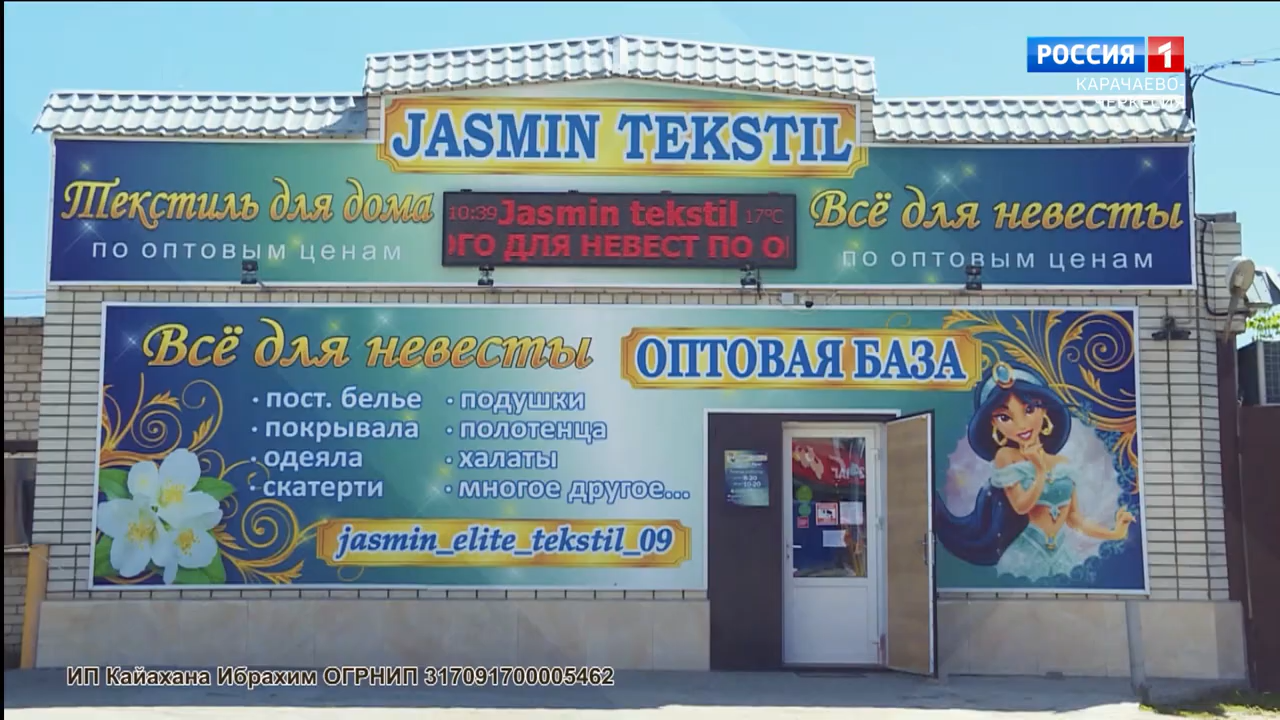 РОССИЯ 1
КАРАЧАЕВО-
ЧЕРКЕСИЯ
JASMIN TEKSTIL
Текстиль для дома
по оптовым ценам
10:39 Jasmin tekstil 17°C
ОГО ДЛЯ НЕВЕСТ ПО О
Всё для невесты
по оптовым ценам
Всё для невесты
· пост. белье
· покрывала
· одеяла
· скатерти
· подушки
· полотенца
· халаты
· многое другое...
jasmin_elite_tekstil_09
ОПТОВАЯ БАЗА
ИП Кайахана Ибрахим ОГРНИП 317091700005462